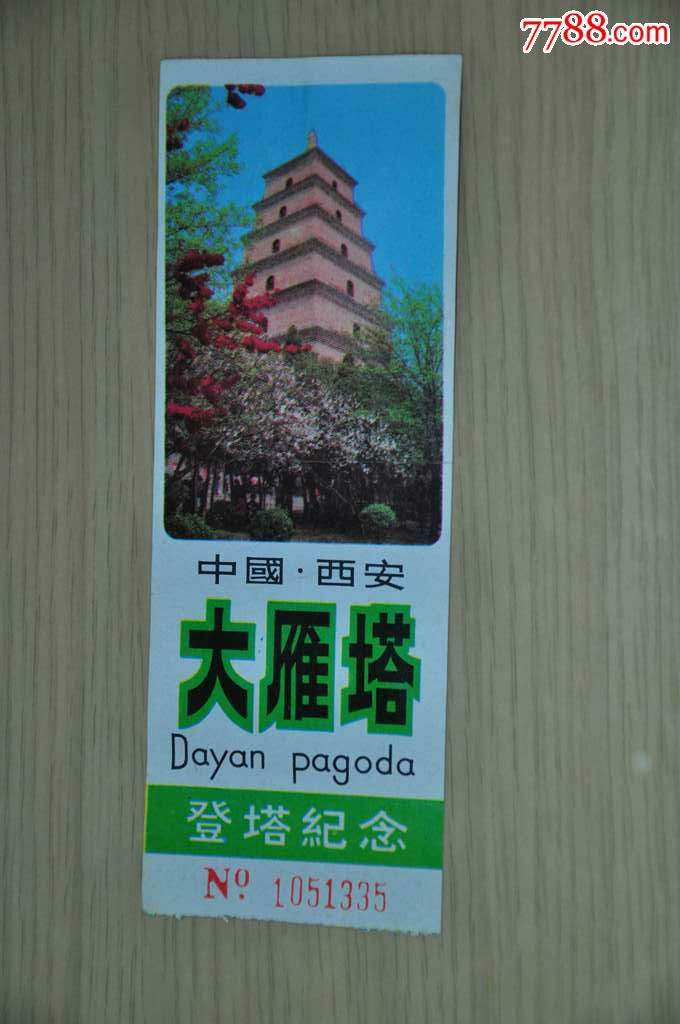 7788.com
中國·西安
大雁塔
Dayan pagoda
登塔紀念
Nº 1051335